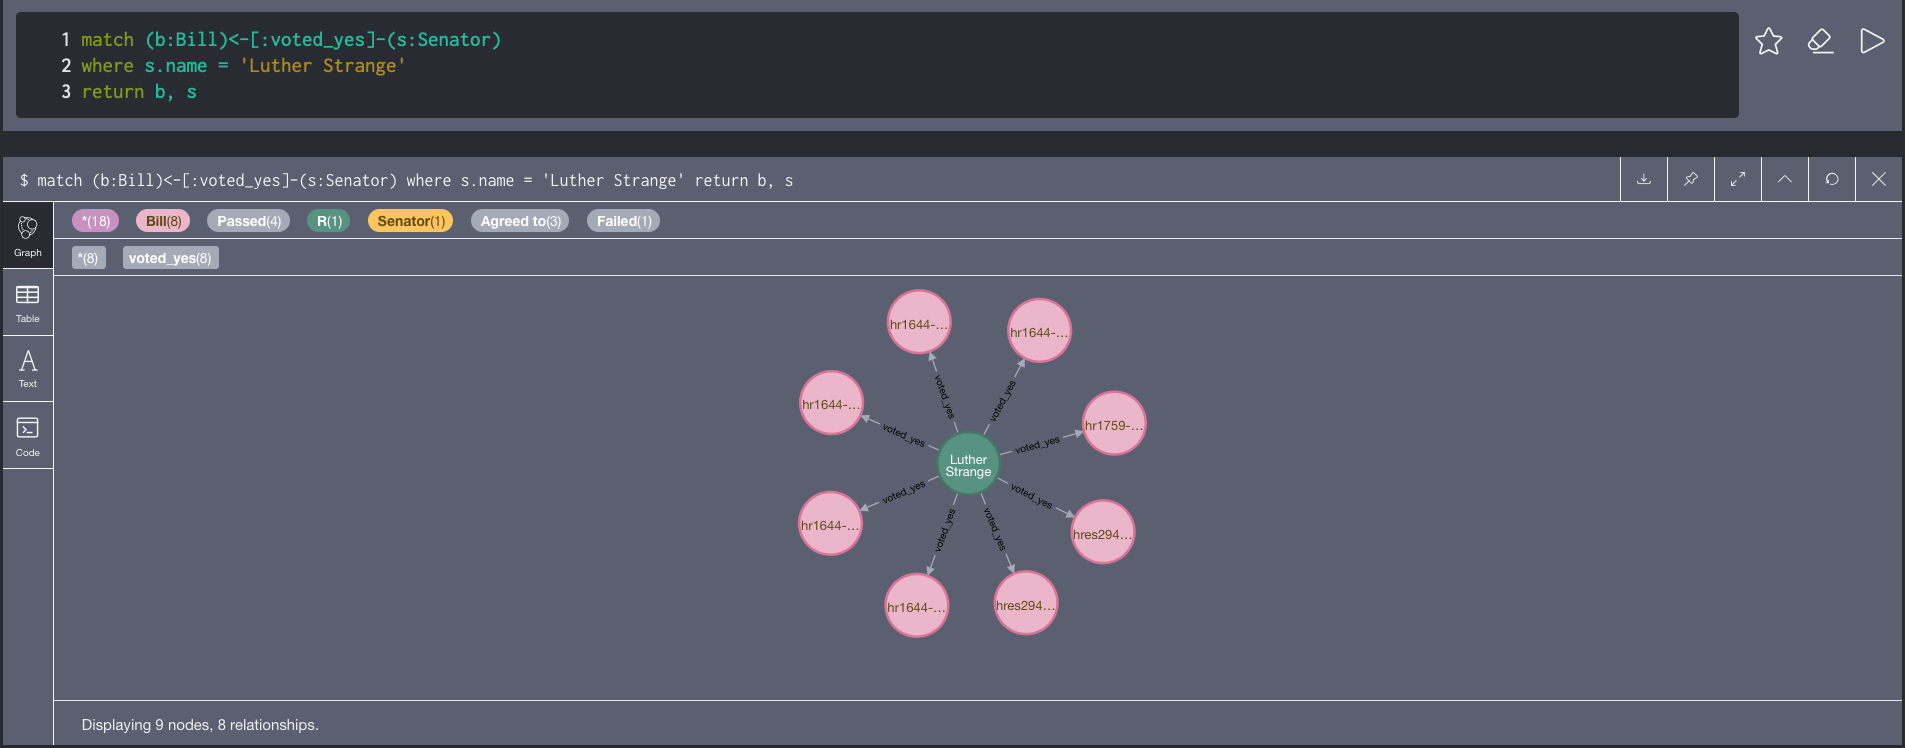 1 match (b:Bill)<-[:voted_yes]-(s:Senator)
2 where s.name = 'Luther Strange'
3 return b, s
$ match (b:Bill)<-[:voted_yes]-(s:Senator) where s.name = 'Luther Strange' return b, s
*(18) Bill(8) Passed(4) R(1) Senator(1) Agreed to(3) Failed(1)
*(8) voted_yes(8)
Graph
Table
Text
Code
hr1644-...
hr1644-...
hr1644-...
hr1759-...
hr1644-...
hres294...
hr1644-...
hres294...
Luther
Strange
voted_yes
voted_yes
voted_yes
voted_yes
voted_yes
voted_yes
voted_yes
voted_yes
Displaying 9 nodes, 8 relationships.